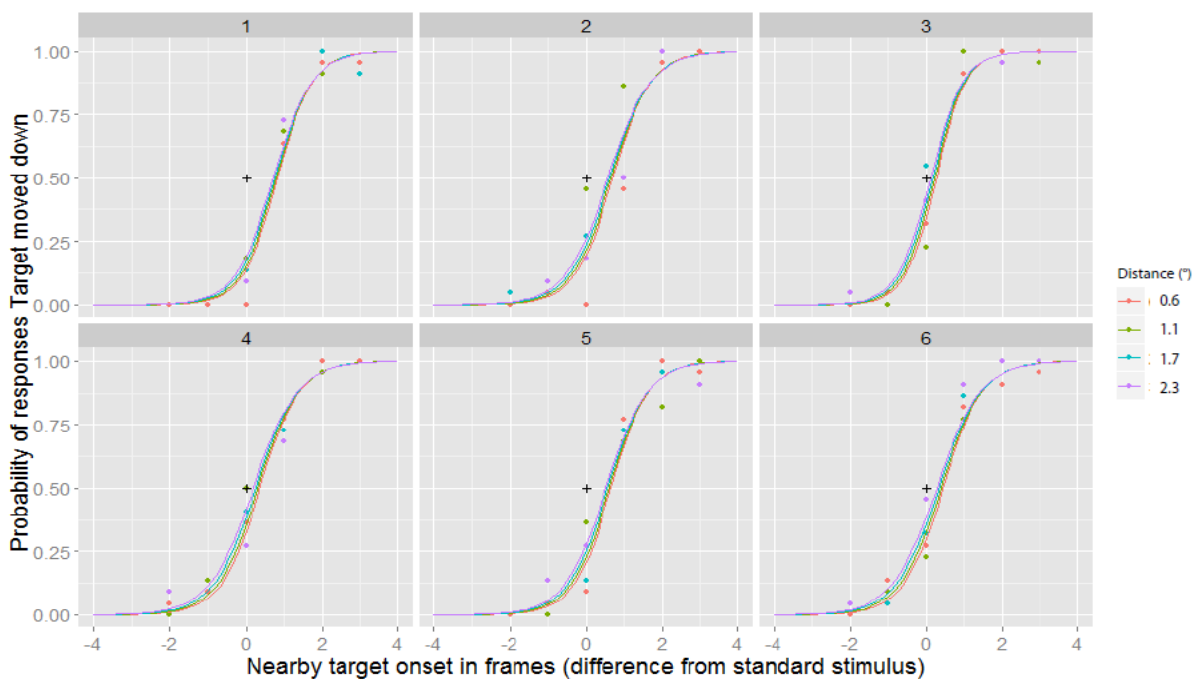 1 2 3
1.00
0.75
0.50
0.25
0.00
4 5 6
1.00
0.75
0.50
0.25
0.00
-4 -2 0 2 4 -4 -2 0 2 4 -4 -2 0 2 4
Nearby target onset in frames (difference from standard stimulus)
Probability of responses Target moved down
Distance (°)
0.6
1.1
1.7
2.3